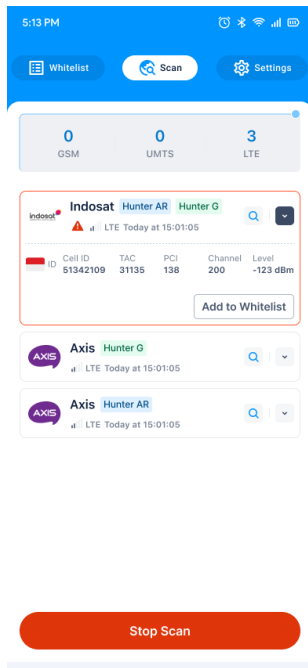 5:13 PM
Whitelist
Scan
Settings
0 0 3
GSM UMTS LTE
indosat
Indosat Hunter AR Hunter G
LTE Today at 15:01:05
ID
Cell ID TAC PCI Channel Level
51342109 31135 138 200 -123 dBm
Add to Whitelist
AXIS
Axis Hunter G
LTE Today at 15:01:05
AXIS
Axis Hunter AR
LTE Today at 15:01:05
Stop Scan